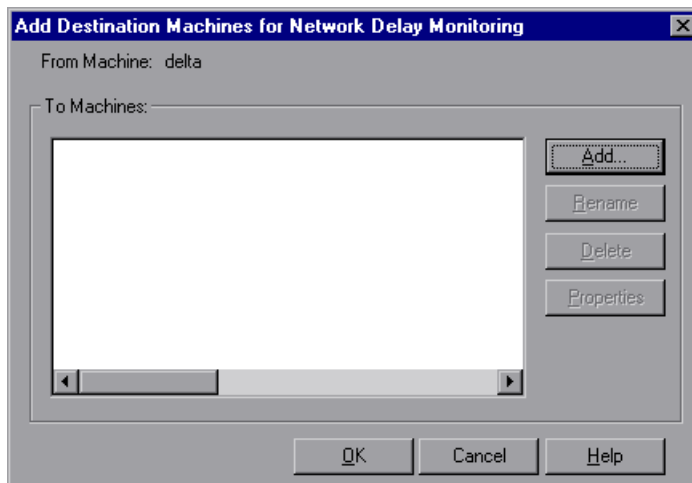 Add Destination Machines for Network Delay Monitoring
From Machine: delta
To Machines:
Add...
Rename
Delete
Properties
OK
Cancel
Help